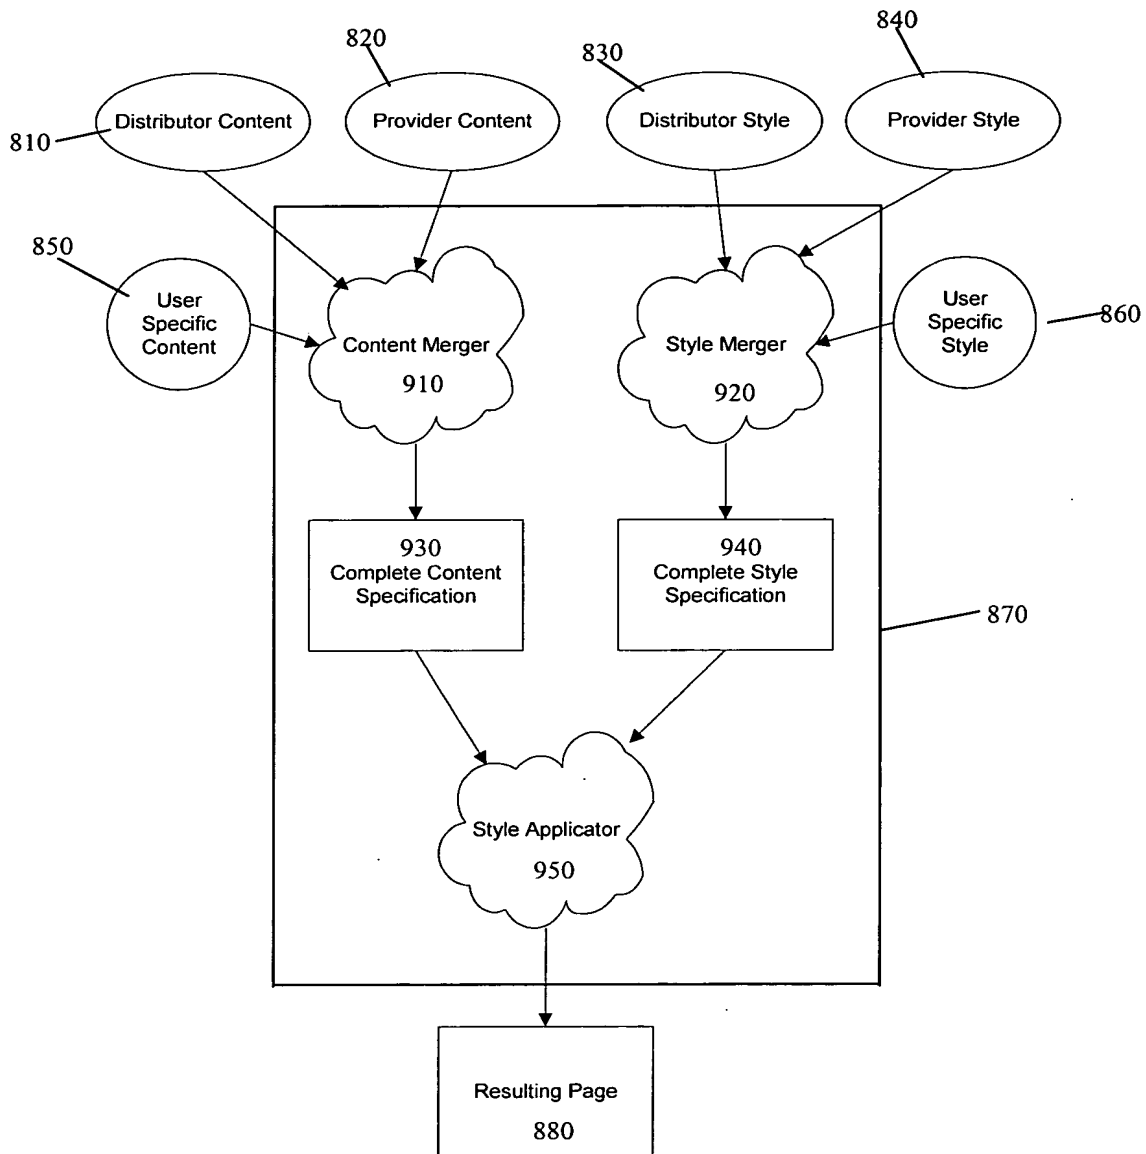 820
830
840
810
Distributor Content
Provider Content
Distributor Style
Provider Style
850
User
Specific
Content
Content Merger
910
Style Merger
920
User
Specific
Style
860
930
Complete Content
Specification
940
Complete Style
Specification
870
Style Applicator
950
Resulting Page
880